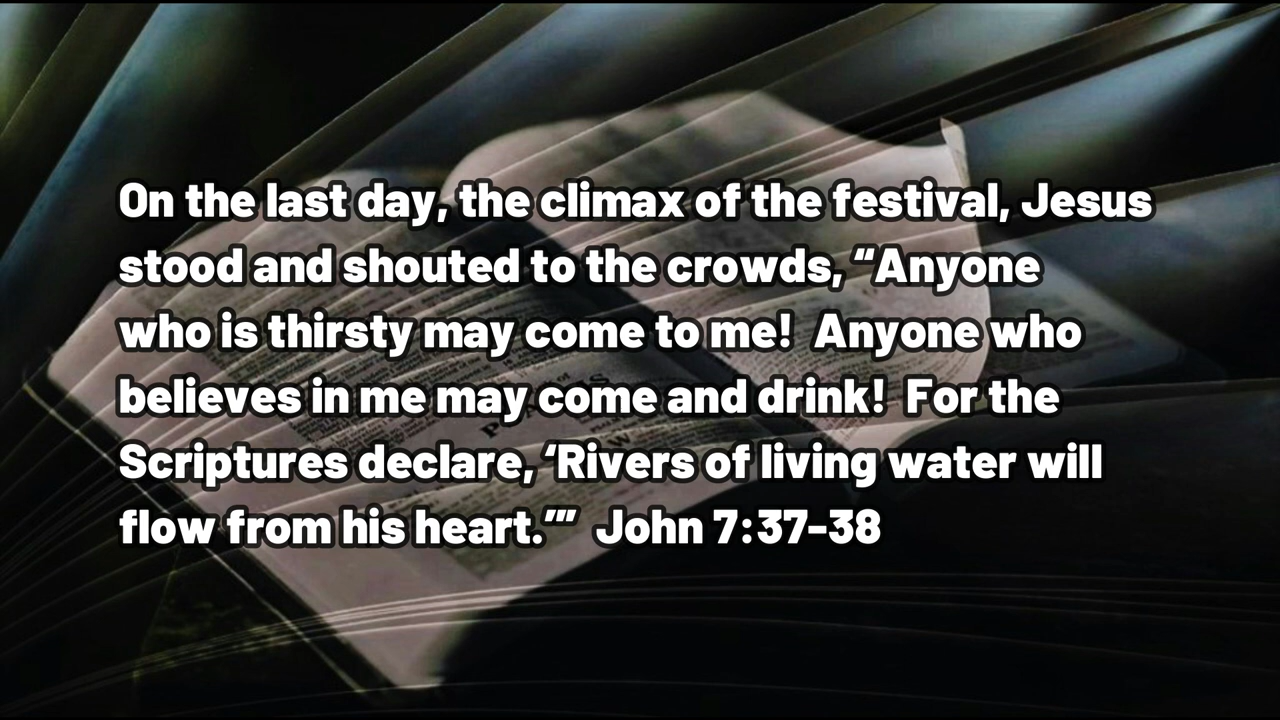 On the last day, the climax of the festival, Jesus
stood and shouted to the crowds, “Anyone
who is thirsty may come to me!  Anyone who
believes in me may come and drink!  For the
Scriptures declare, ‘Rivers of living water will
flow from his heart.’”  John 7:37-38